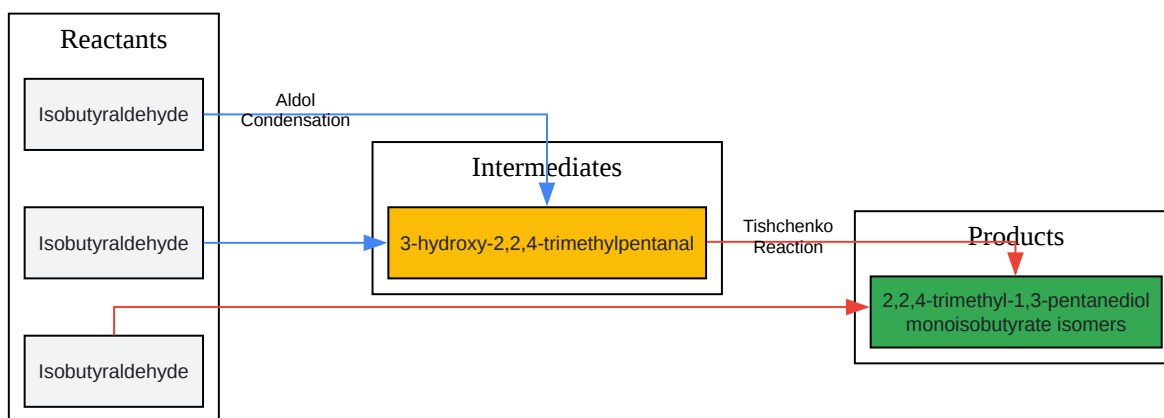 Reactants
Isobutyraldehyde
Aldol
Condensation
Intermediates
Isobutyraldehyde
3-hydroxy-2,2,4-trimethylpentanal
Tishchenko
Reaction
Products
2,2,4-trimethyl-1,3-pentanediol
monoisobutyrate isomers
Isobutyraldehyde